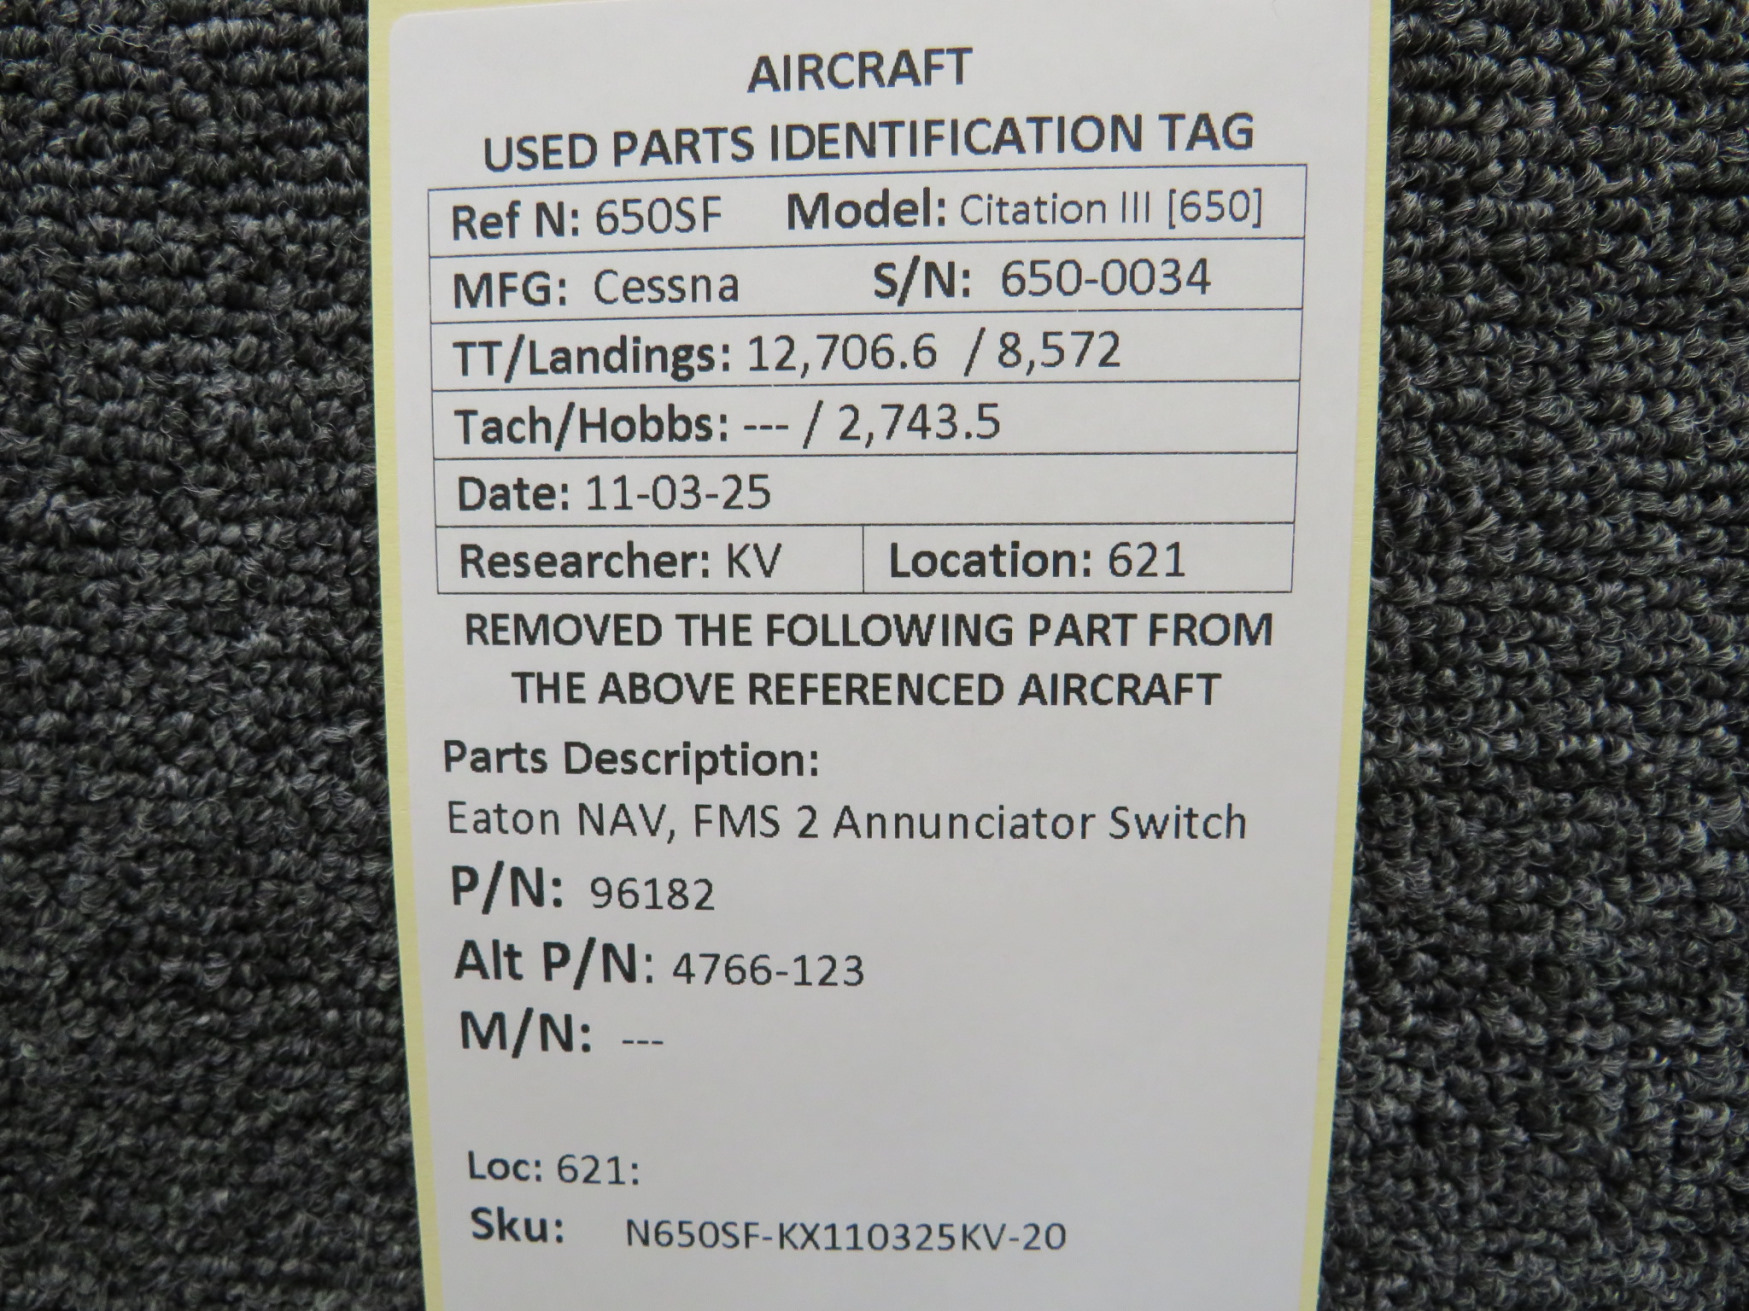 AIRCRAFT
USED PARTS IDENTIFICATION TAG
Ref N: 650SF Model: Citation III [650]
MFG: Cessna S/N: 650-0034
TT/Landings: 12,706.6 / 8,572
Tach/Hobbs: --- / 2,743.5
Date: 11-03-25
Researcher: KV Location: 621
REMOVED THE FOLLOWING PART FROM
THE ABOVE REFERENCED AIRCRAFT
Parts Description:
Eaton NAV, FMS 2 Annunciator Switch
P/N: 96182
Alt P/N: 4766-123
M/N: ---
Loc: 621:
Sku: N650SF-KX110325KV-20